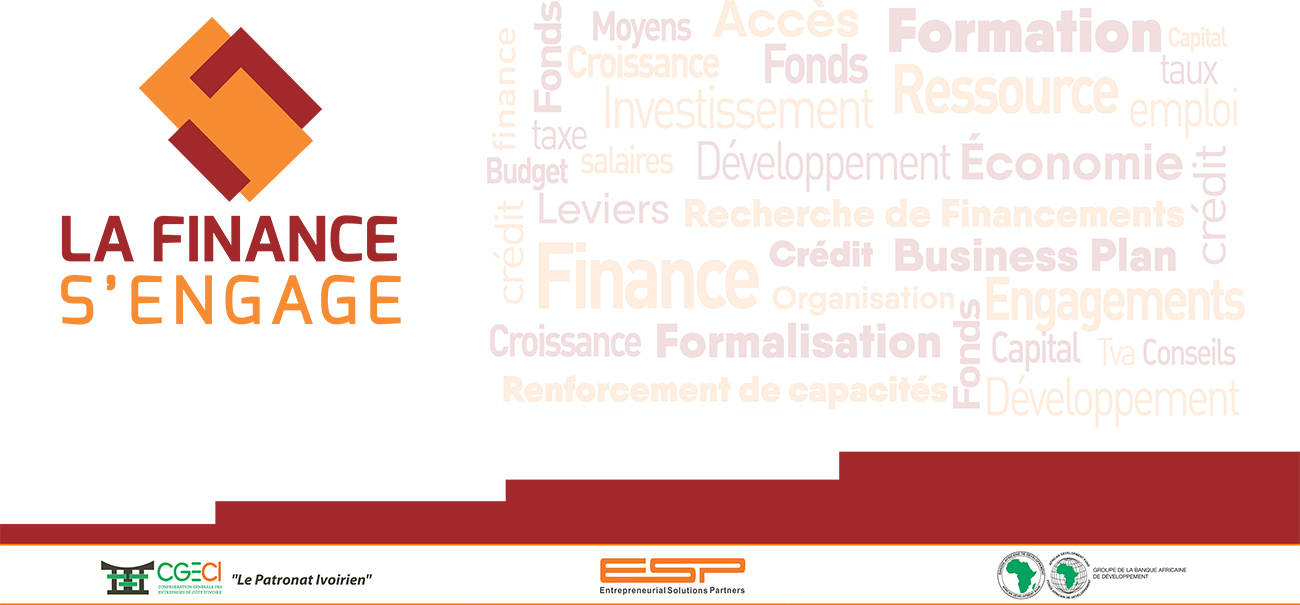 LA FINANCE
S'ENGAGE
finance
Fonds
Moyens
Accès
Formation
Capital
Croissance
Fonds
taux
Investissement
Ressource
emploi
taxe
Budget
salaires
Développement
Économie
crédit
crédit
Leviers
Recherche de Financements
Finance
Crédit
Business Plan
Organisation
Engagements
Croissance
Formalisation
Fonds
Capital
Tva
Conseils
Renforcement de capacités
Développement
CGECI
CONFEDERATION GENERALE DES
ENTREPRISES DE CÔTE D'IVOIRE
"Le Patronat Ivoirien"
ESP
Entrepreneurial Solutions Partners
GROUPE DE LA BANQUE AFRICAINE
DE DEVELOPPEMENT